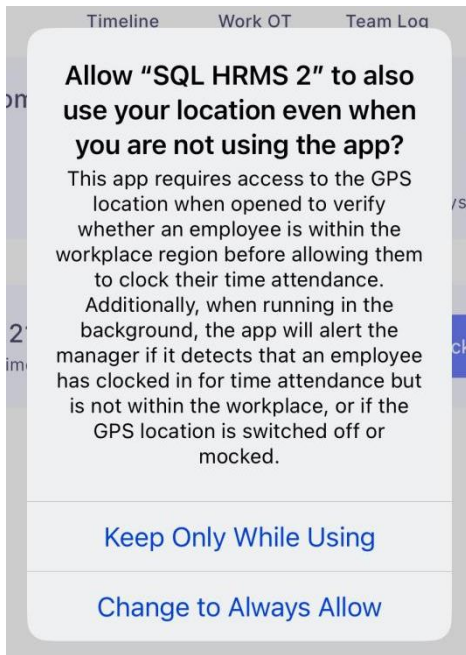 Timeline Work OT Team Log
Allow “SQL HRMS 2” to also
use your location even when
you are not using the app?
This app requires access to the GPS
location when opened to verify
whether an employee is within the
workplace region before allowing them
to clock their time attendance.
Additionally, when running in the
background, the app will alert the
manager if it detects that an employee
has clocked in for time attendance but
is not within the workplace, or if the
GPS location is switched off or
mocked.
Keep Only While Using
Change to Always Allow